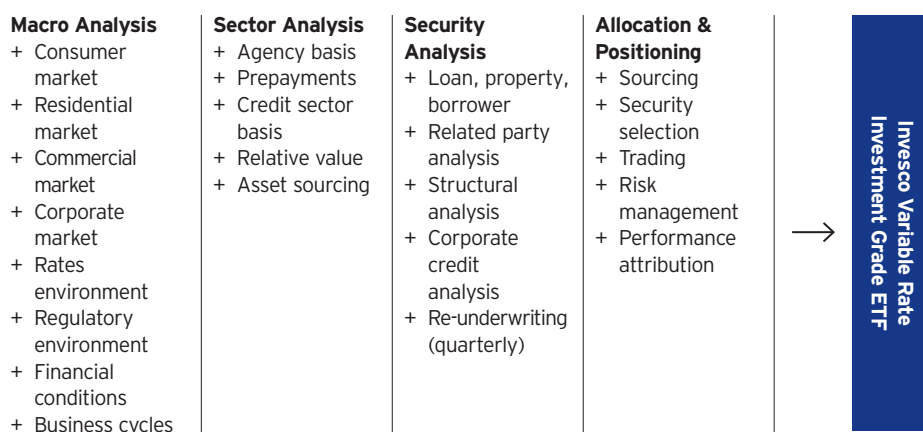 Macro Analysis
+ Consumer
market
+ Residential
market
+ Commercial
market
+ Corporate
market
+ Rates
environment
+ Regulatory
environment
+ Financial
conditions
+ Business cycles
Sector Analysis
+ Agency basis
+ Prepayments
+ Credit sector
basis
+ Relative value
+ Asset sourcing
Security
Analysis
+ Loan, property,
borrower
+ Related party
analysis
+ Structural
analysis
+ Corporate
credit
analysis
+ Re-underwriting
(quarterly)
Allocation &
Positioning
+ Sourcing
+ Security
selection
+ Trading
+ Risk
management
+ Performance
attribution
Invesco Variable Rate
Investment Grade ETF